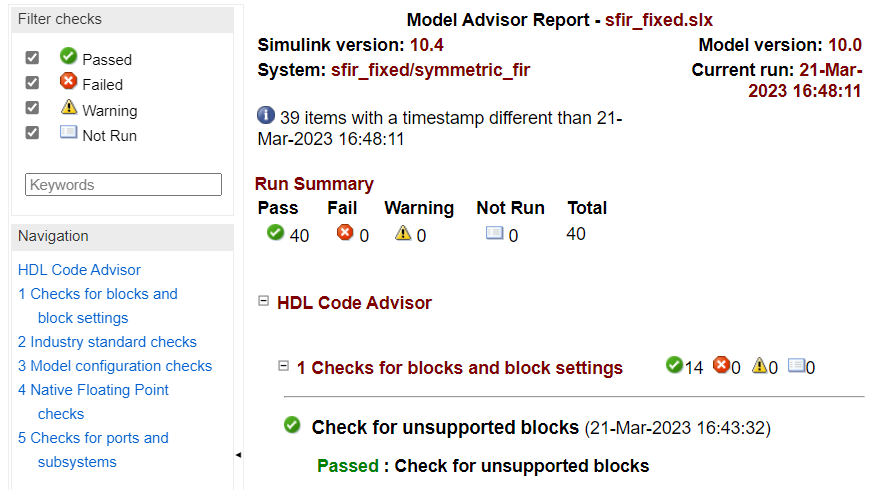 Filter checks
Passed
Failed
Warning
Not Run
Keywords
Navigation
HDL Code Advisor
1 Checks for blocks and
block settings
2 Industry standard checks
3 Model configuration checks
4 Native Floating Point
checks
5 Checks for ports and
subsystems
Model Advisor Report - sfir_fixed.slx
Simulink version: 10.4 Model version: 10.0
System: sfir_fixed/symmetric_fir Current run: 21-Mar-
2023 16:48:11
39 items with a timestamp different than 21-
Mar-2023 16:48:11
Run Summary
Pass Fail Warning Not Run Total
40 0 0 0 40
HDL Code Advisor
1 Checks for blocks and block settings 14 0 0 0
Check for unsupported blocks (21-Mar-2023 16:43:32)
Passed : Check for unsupported blocks